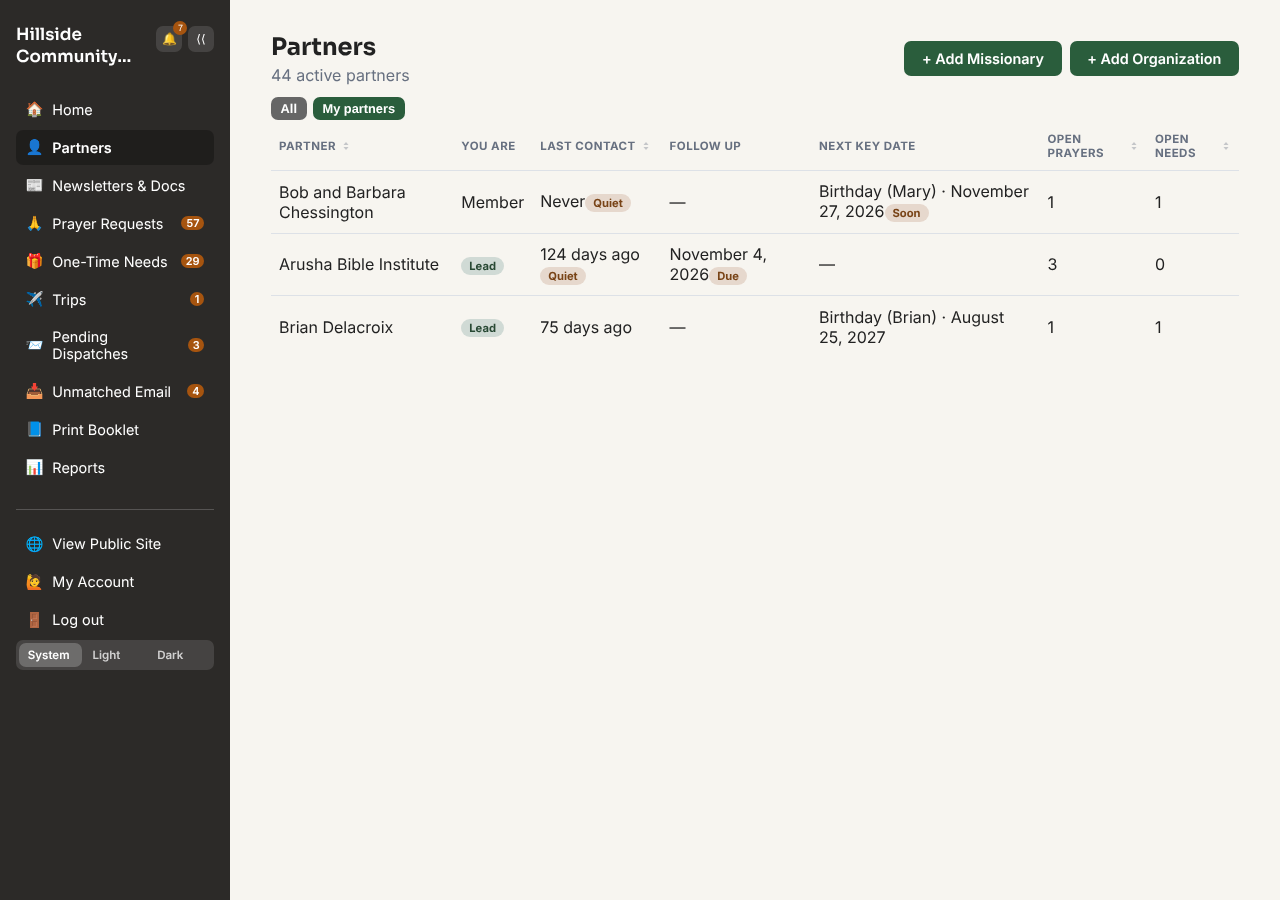 Hillside
Community...
7
⟨⟨
Home
Partners
Newsletters & Docs
Prayer Requests 57
One-Time Needs 29
Trips 1
Pending
Dispatches 3
Unmatched Email 4
Print Booklet
Reports
View Public Site
My Account
Log out
System Light Dark
Partners
44 active partners
+ Add Missionary + Add Organization
All My partners
PARTNER YOU ARE LAST CONTACT FOLLOW UP NEXT KEY DATE OPEN PRAYERS OPEN NEEDS
Bob and Barbara
Chessington
Member
Never Quiet
—
Birthday (Mary) · November
27, 2026 Soon
1
1
Arusha Bible Institute
Lead
124 days ago
Quiet
November 4,
2026 Due
—
3
0
Brian Delacroix
Lead
75 days ago
—
Birthday (Brian) · August
25, 2027
1
1